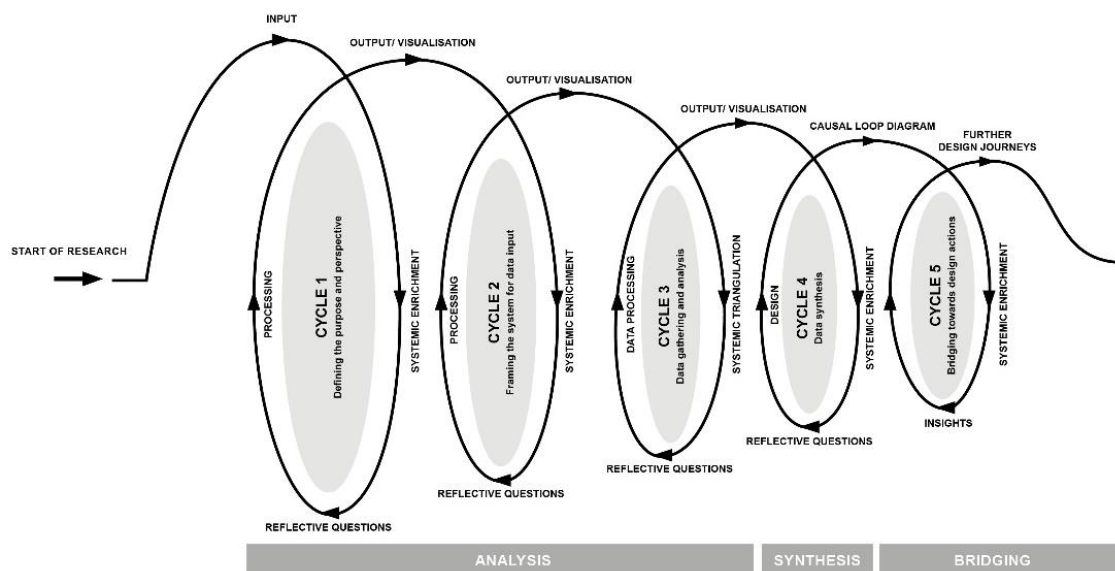 INPUT
OUTPUT/ VISUALISATION
OUTPUT/ VISUALISATION
OUTPUT/ VISUALISATION
CAUSAL LOOP DIAGRAM
FURTHER
DESIGN JOURNEYS
START OF RESEARCH
PROCESSING
CYCLE 1
Defining the purpose and perspective
SYSTEMIC ENRICHMENT
PROCESSING
CYCLE 2
Framing the system for data input
SYSTEMIC ENRICHMENT
DATA PROCESSING
CYCLE 3
Data gathering and analysis
SYSTEMIC TRIANGULATION
DESIGN
CYCLE 4
Data synthesis
SYSTEMIC ENRICHMENT
CYCLE 5
Bridging towards design actions
SYSTEMIC ENRICHMENT
INSIGHTS
REFLECTIVE QUESTIONS
REFLECTIVE QUESTIONS
REFLECTIVE QUESTIONS
REFLECTIVE QUESTIONS
ANALYSIS
SYNTHESIS
BRIDGING